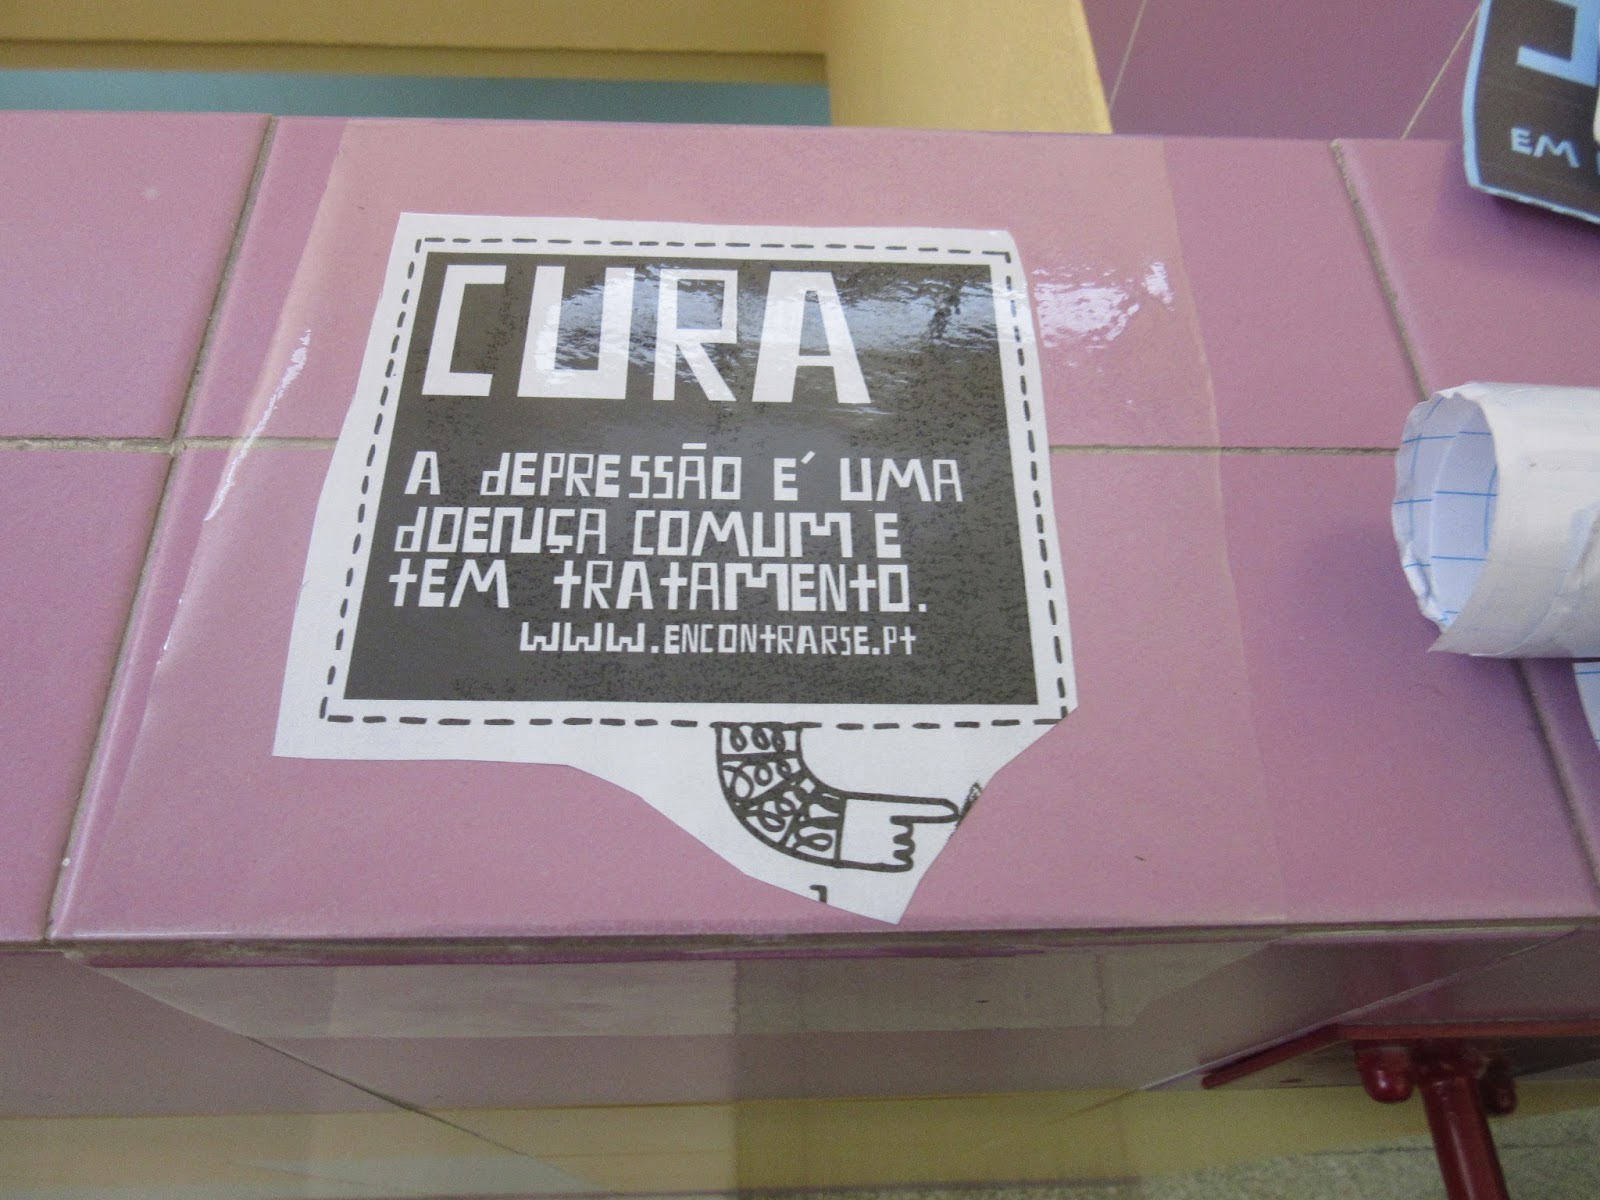 CURA
A dEPRESSÃO E´ UMA
dOENÇA COMUM E
tEM tRAtAMENtO.
WWW.ENCONtRARSE.Pt
EM